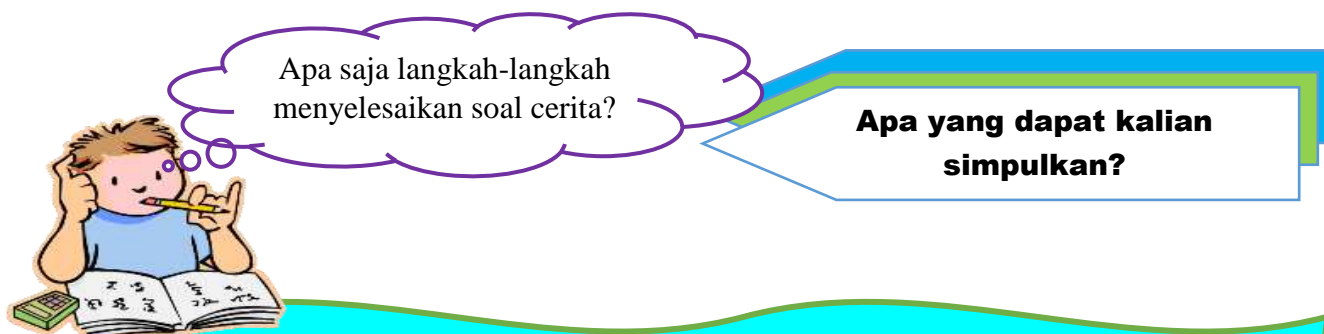 Apa saja langkah-langkah
menyelesaikan soal cerita?
Apa yang dapat kalian
simpulkan?